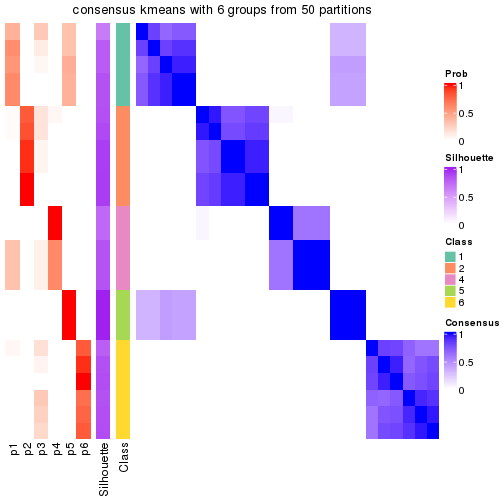 consensus kmeans with 6 groups from 50 partitions
Prob
1
0.5
0
Silhouette
1
0.5
0
Class
1
2
4
5
6
Consensus
1
0.5
0
p1
p2
p3
p4
p5
p6
Silhouette
Class